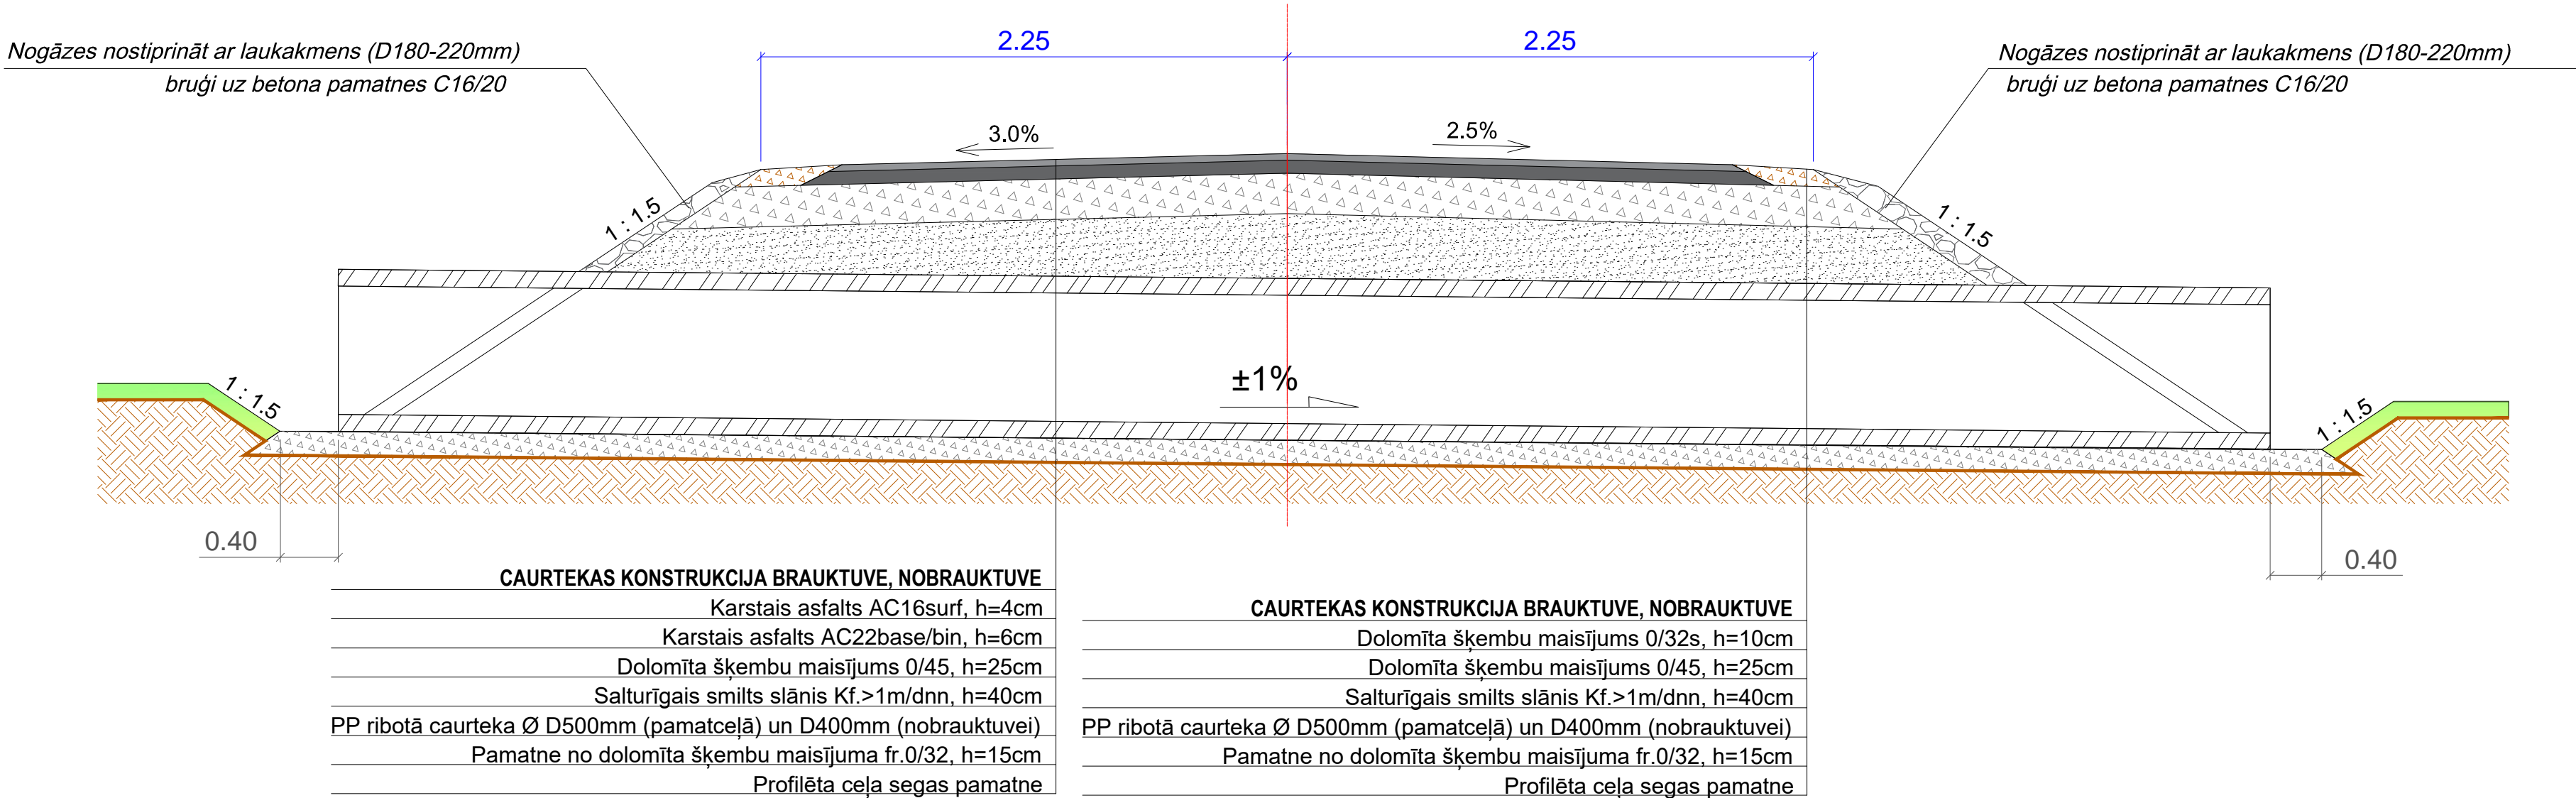 2.25
2.25
Nogāzes nostiprināt ar laukakmens (D180-220mm)
bruģi uz betona pamatnes C16/20
Nogāzes nostiprināt ar laukakmens (D180-220mm)
bruģi uz betona pamatnes C16/20
3.0%
2.5%
1 : 1.5
1 : 1.5
±1%
1 : 1.5
1 : 1.5
0.40
0.40
CAURTEKAS KONSTRUKCIJA BRAUKTUVE, NOBRAUKTUVE
Karstais asfalts AC16surf, h=4cm
Karstais asfalts AC22base/bin, h=6cm
Dolomīta šķembu maisījums 0/45, h=25cm
Salturīgais smilts slānis Kf.>1m/dnn, h=40cm
PP ribotā caurteka Ø D500mm (pamatceļā) un D400mm (nobrauktuvei)
Pamatne no dolomīta šķembu maisījuma fr.0/32, h=15cm
Profilēta ceļa segas pamatne
CAURTEKAS KONSTRUKCIJA BRAUKTUVE, NOBRAUKTUVE
Dolomīta šķembu maisījums 0/32s, h=10cm
Dolomīta šķembu maisījums 0/45, h=25cm
Salturīgais smilts slānis Kf.>1m/dnn, h=40cm
PP ribotā caurteka Ø D500mm (pamatceļā) un D400mm (nobrauktuvei)
Pamatne no dolomīta šķembu maisījuma fr.0/32, h=15cm
Profilēta ceļa segas pamatne